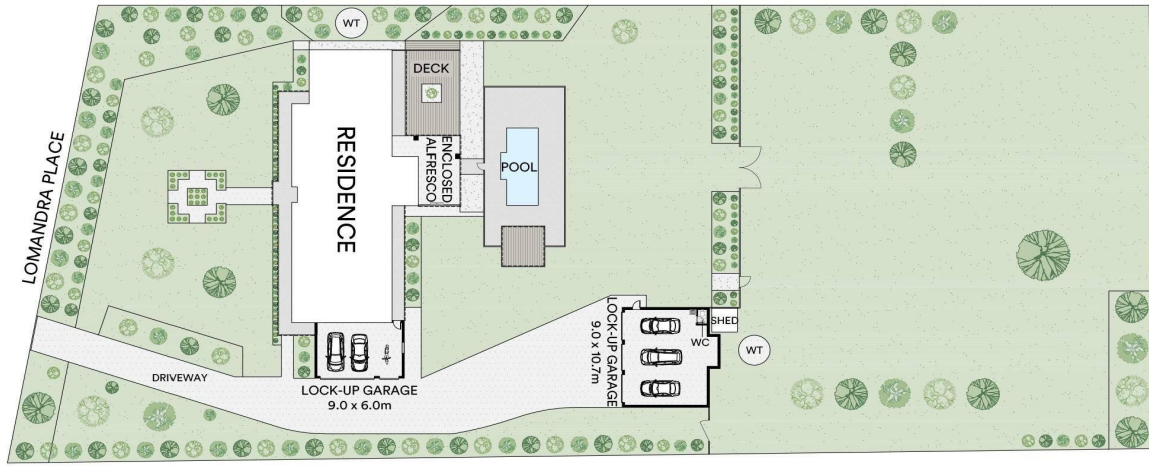 WT
DECK
ENCLOSED
ALFRESCO
POOL
RESIDENCE
LOMANDRA PLACE
LOCK-UP GARAGE
9.0 x 10.7m
SHED
WC
WT
DRIVEWAY
LOCK-UP GARAGE
9.0 x 6.0m